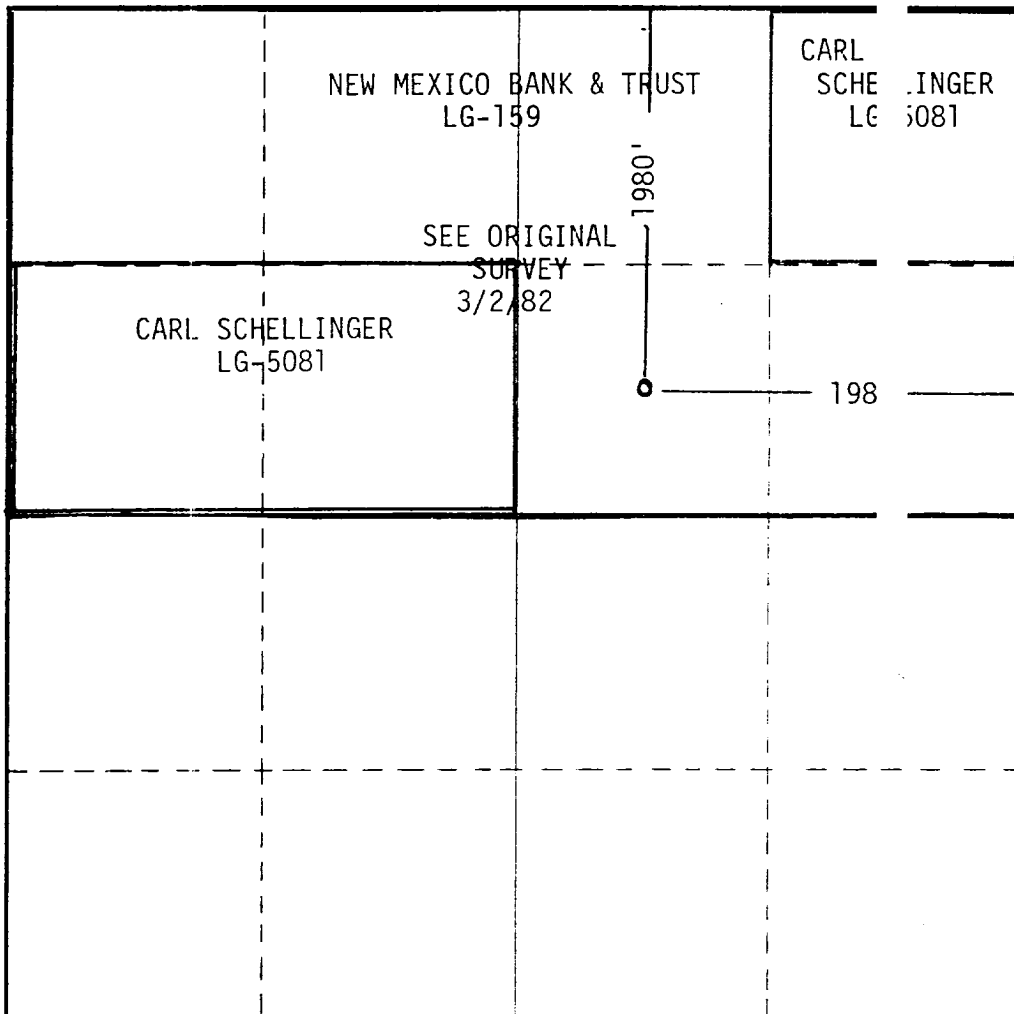 NEW MEXICO BANK & TRUST
LG-159
CARL
SCHE LINGER
LG 5081
1980'
SEE ORIGINAL
SURVEY
3/2/82
CARL SCHELLINGER
LG-5081
198